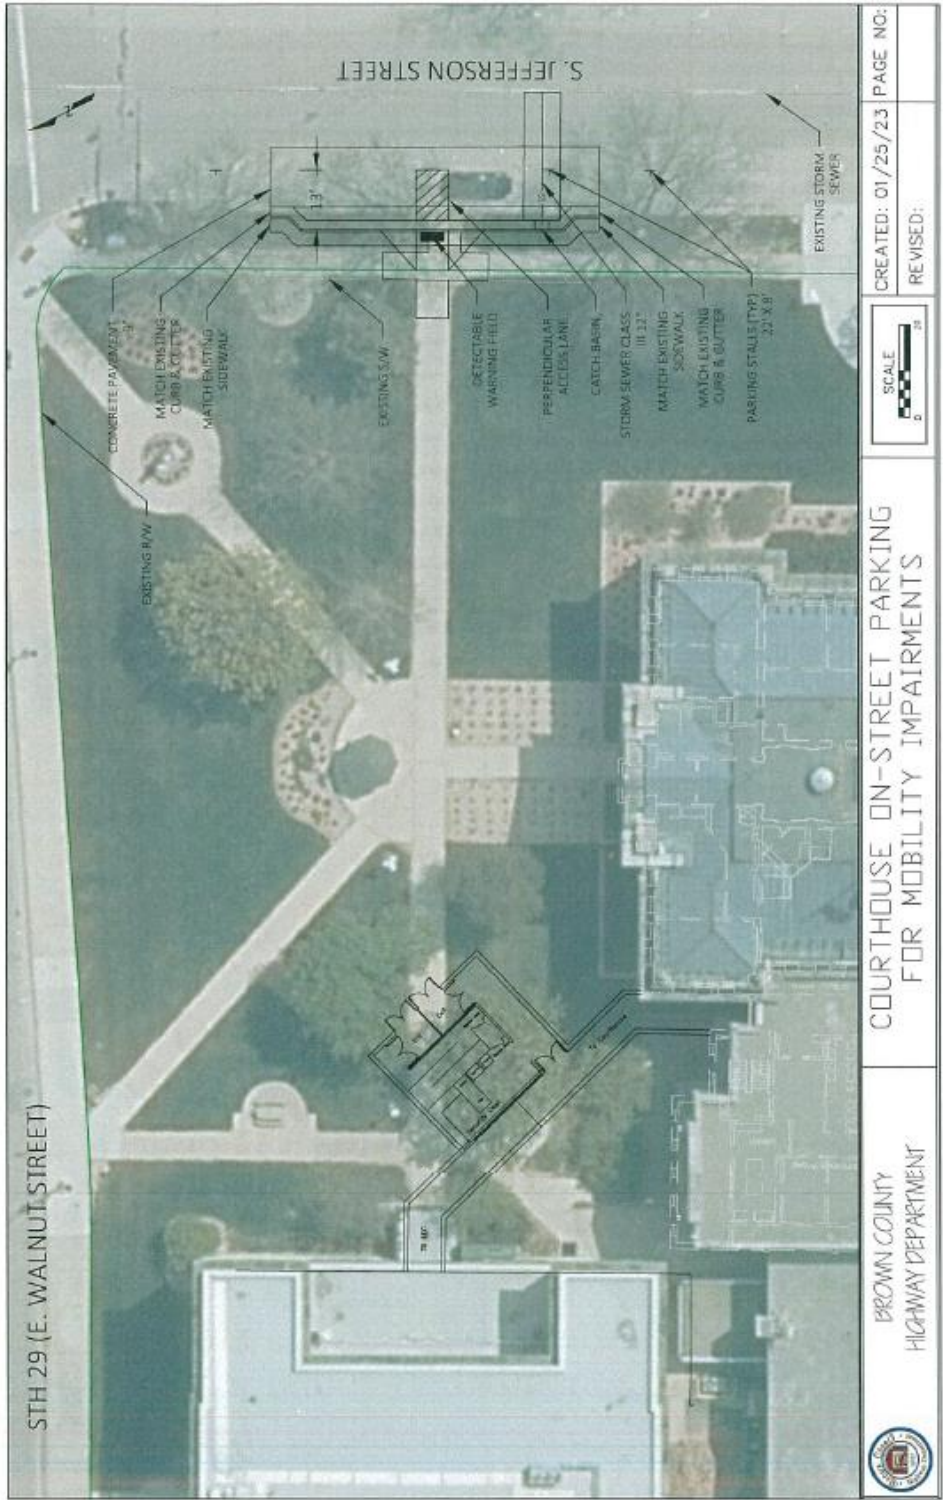 STH 29 (E. WALNUT STREET)
S. JEFFERSON STREET
13'
CONCRETE PAVEMENT
9"
MATCH EXISTING
CURB & GUTTER
MATCH EXISTING
SIDEWALK
EXISTING R/W
EXISTING S/W
DETECTABLE
WARNING FIELD
PERPENDICULAR
ACCESS LANE
CATCH BASIN
STORM SEWER CLASS
III 12"
MATCH EXISTING
SIDEWALK
MATCH EXISTING
CURB & GUTTER
PARKING STALLS (TYP)
22' X 8'
EXISTING STORM
SEWER
BROWN COUNTY
HIGHWAY DEPARTMENT
COURTHOUSE ON-STREET PARKING
FOR MOBILITY IMPAIRMENTS
SCALE
0 20
CREATED: 01/25/23
REVISED:
PAGE NO: